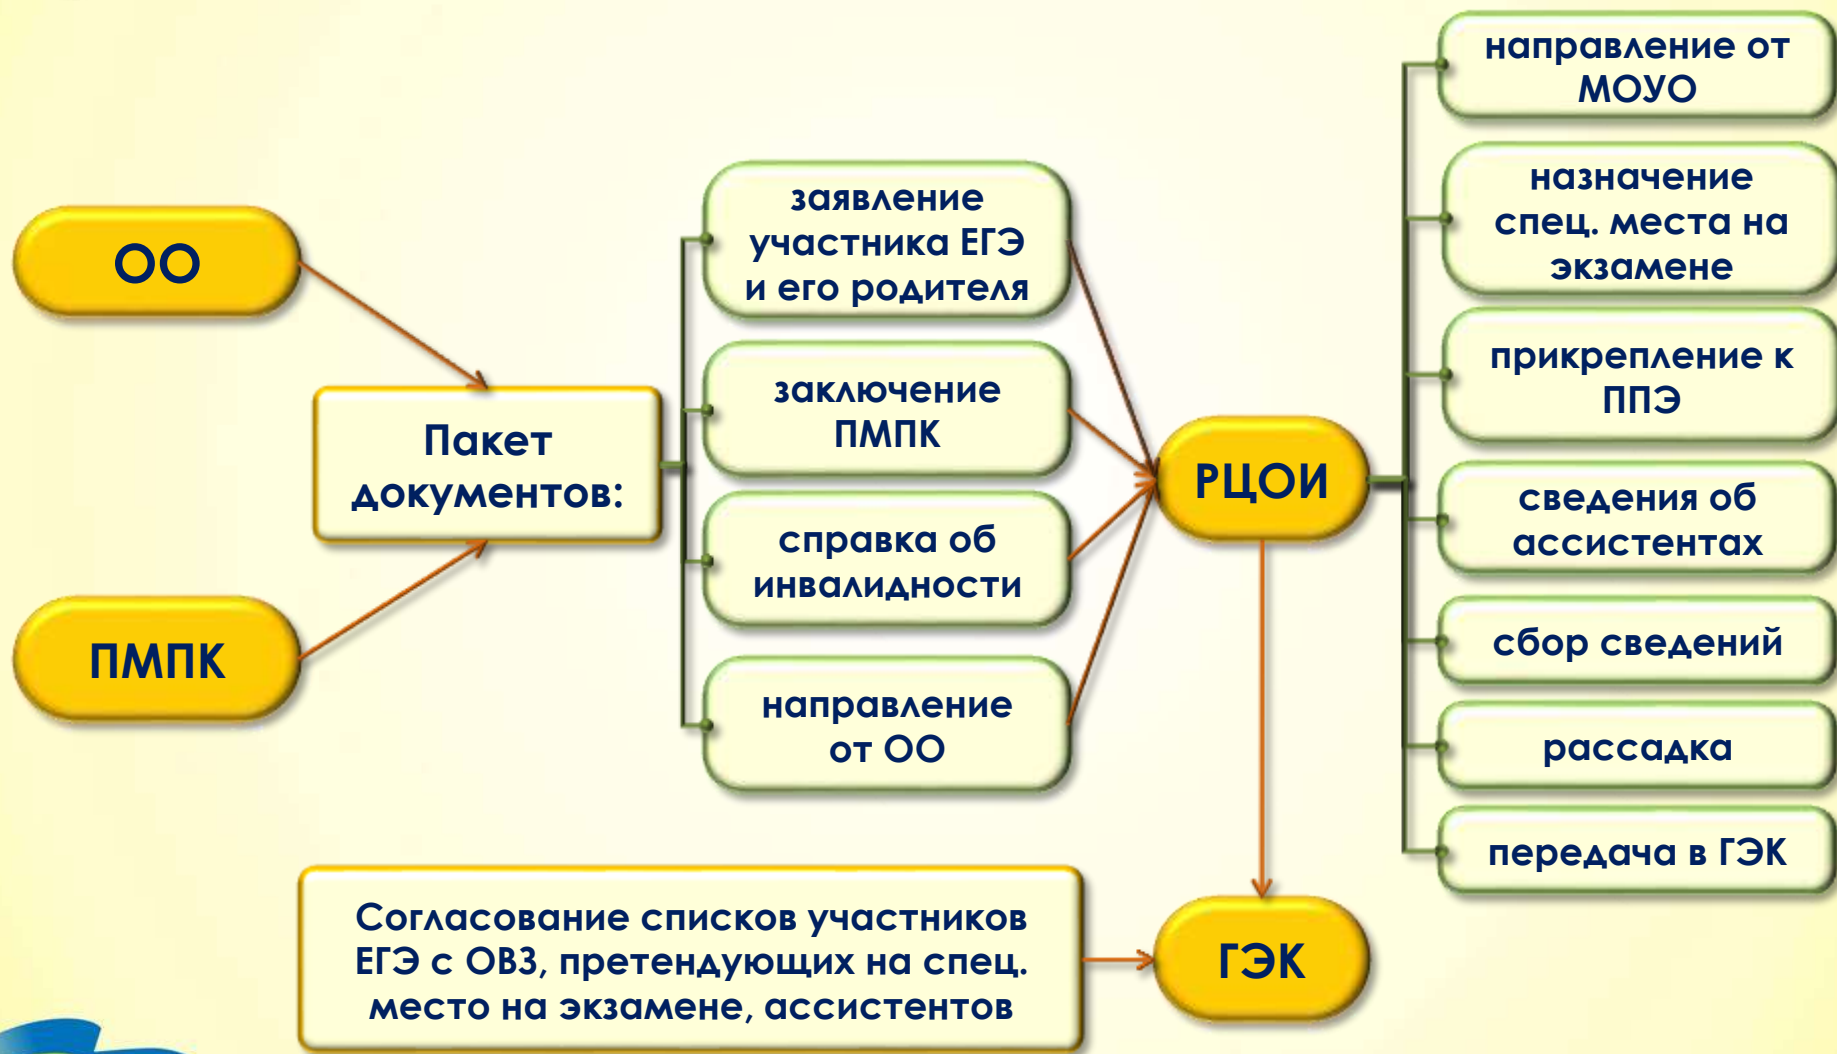 ОО
ПМПК
Пакет
документов:
заявление
участника ЕГЭ
и его родителя
заключение
ПМПК
справка об
инвалидности
направление
от ОО
РЦОИ
направление от
МОУО
назначение
спец. места на
экзамене
прикрепление к
ППЭ
сведения об
ассистентах
сбор сведений
рассадка
передача в ГЭК
Согласование списков участников
ЕГЭ с ОВЗ, претендующих на спец.
место на экзамене, ассистентов
ГЭК